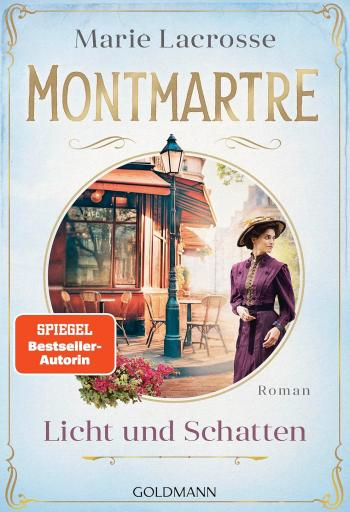 Marie Lacrosse
MONTMARTRE
SPIEGEL
Bestseller-
Autorin
Roman
Licht und Schatten
GOLDMANN